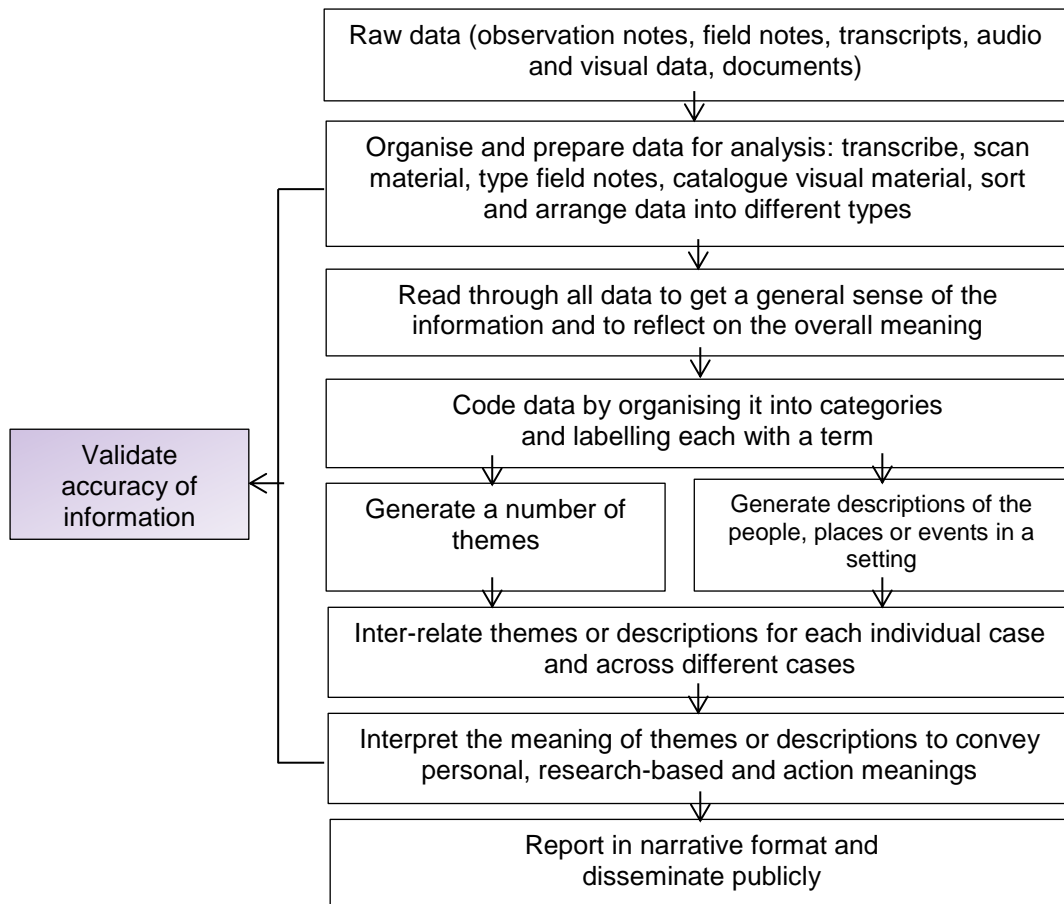 Raw data (observation notes, field notes, transcripts, audio
and visual data, documents)
Organise and prepare data for analysis: transcribe, scan
material, type field notes, catalogue visual material, sort
and arrange data into different types
Read through all data to get a general sense of the
information and to reflect on the overall meaning
Code data by organising it into categories
and labelling each with a term
Validate
accuracy of
information
Generate a number of
themes
Generate descriptions of the
people, places or events in a
setting
Inter-relate themes or descriptions for each individual case
and across different cases
Interpret the meaning of themes or descriptions to convey
personal, research-based and action meanings
Report in narrative format and
disseminate publicly